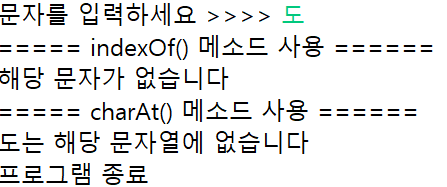 문자를 입력하세요 >>>> 도
===== indexOf() 메소드 사용 ======
해당 문자가 없습니다
===== charAt() 메소드 사용 ======
도는 해당 문자열에 없습니다
프로그램 종료